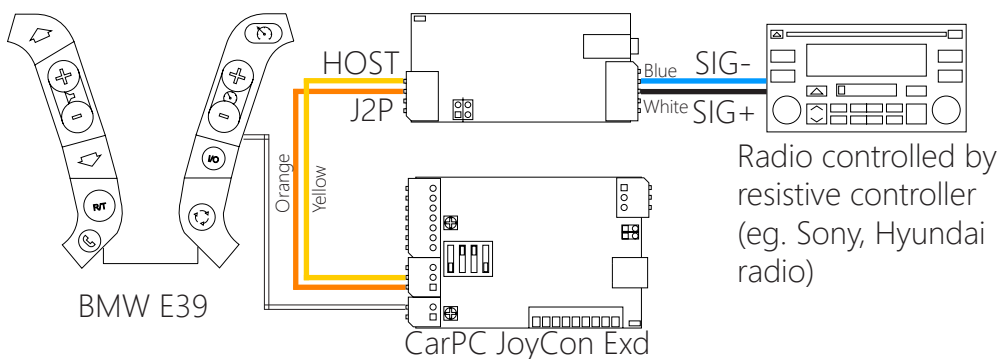 HOST
J2P
Blue
SIG-
White
SIG+
Orange
Yellow
I/O
R/T
BMW E39
CarPC JoyCon Exd
Radio controlled by
resistive controller
(eg. Sony, Hyundai
radio)